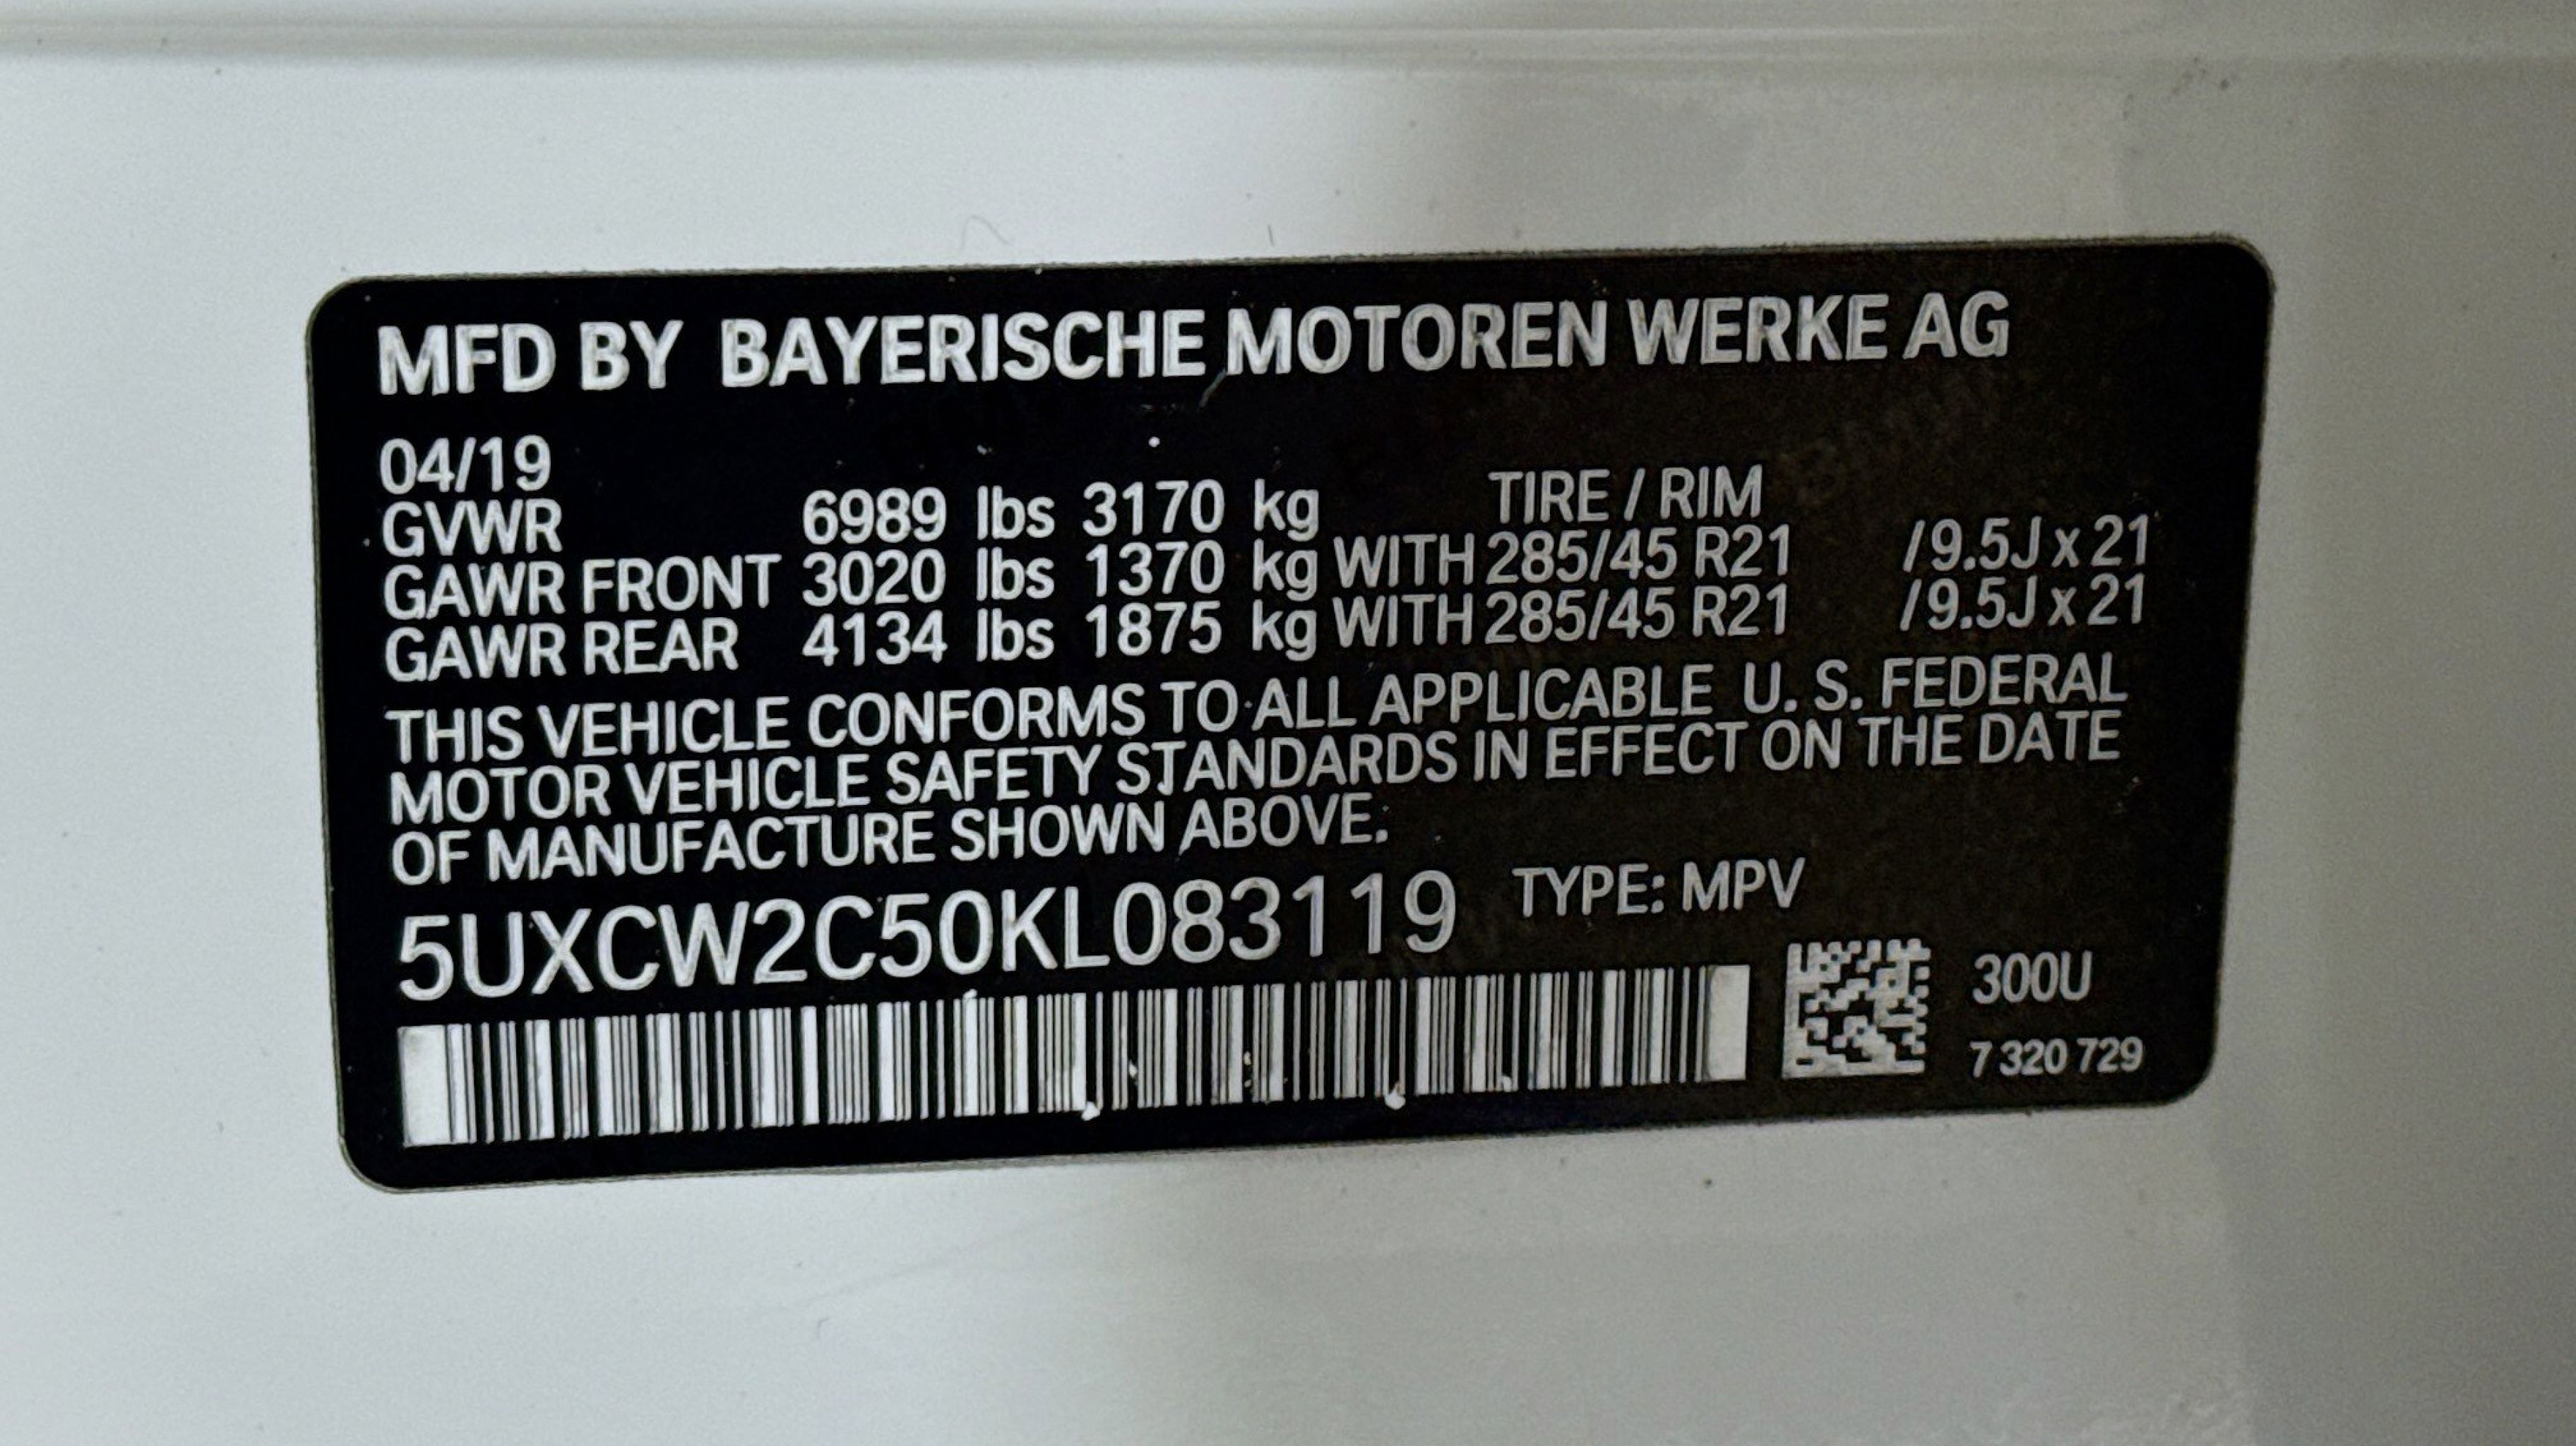 MFD BY BAYERISCHE MOTOREN WERKE AG
04/19
TIRE / RIM
GVWR 6989 lbs 3170 kg
GAWR FRONT 3020 lbs 1370 kg WITH 285/45 R21 /9.5J x 21
GAWR REAR 4134 lbs 1875 kg WITH 285/45 R21 /9.5J x 21
THIS VEHICLE CONFORMS TO ALL APPLICABLE U. S. FEDERAL
MOTOR VEHICLE SAFETY STANDARDS IN EFFECT ON THE DATE
OF MANUFACTURE SHOWN ABOVE.
5UXCW2C50KL083119 TYPE: MPV
300U
7 320 729